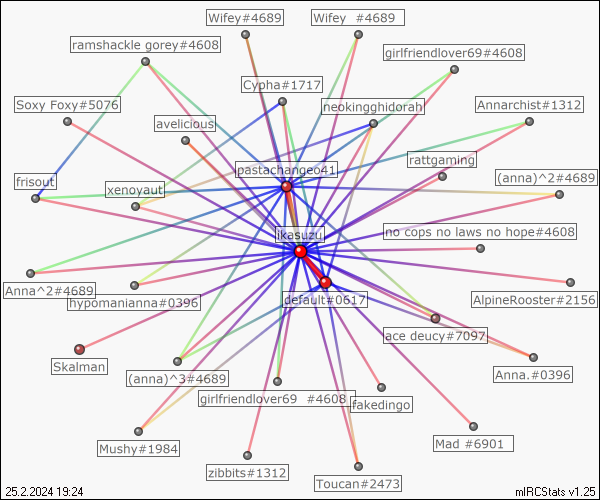 Wifey#4689
Wifey  #4689
ramshackle gorey#4608
girlfriendlover69#4608
Cypha#1717
Soxy Foxy#5076
neokingghidorah
Annarchist#1312
avelicious
rattgaming
pastachangeo41
frisout
(anna)^2#4689
xenoyaut
ikasuzu
no cops no laws no hope#4608
Anna^2#4689
hypomanianna#0396
default#0617
AlpineRooster#2156
ace deucy#7097
Skalman
(anna)^3#4689
Anna.#0396
girlfriendlover69  #4608
fakedingo
Mushy#1984
Mad #6901
zibbits#1312
Toucan#2473
25.2.2024 19:24
mIRCStats v1.25